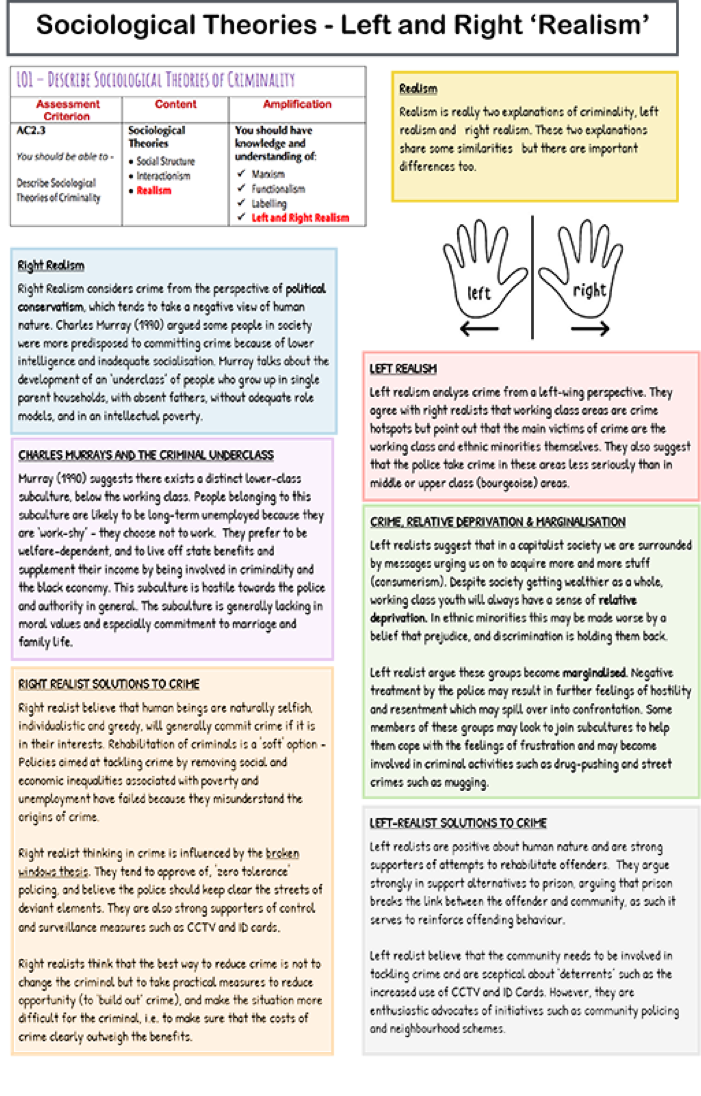 Sociological Theories - Left and Right ‘Realism’
LO1 – DESCRIBE SOCIOLOGICAL THEORIES OF CRIMINALITY
Assessment
Criterion
Content
Amplification
AC2.3
You should be able to -
Describe Sociological
Theories of Criminality
Sociological
Theories
• Social Structure
• Interactionism
• Realism
You should have
knowledge and
understanding of:
✓ Marxism
✓ Functionalism
✓ Labelling
✓ Left and Right Realism
Realism
Realism is really two explanations of criminality, left
realism and right realism. These two explanations
share some similarities but there are important
differences too.
left
right
Right Realism
Right Realism considers crime from the perspective of political
conservatism, which tends to take a negative view of human
nature. Charles Murray (1990) argued some people in society
were more predisposed to committing crime because of lower
intelligence and inadequate socialisation. Murray talks about the
development of an ‘underclass’ of people who grow up in single
parent households, with absent fathers, without adequate role
models, and in an intellectual poverty.
CHARLES MURRAYS AND THE CRIMINAL UNDERCLASS
Murray (1990) suggests there exists a distinct lower-class
subculture, below the working class. People belonging to this
subculture are likely to be long-term unemployed because they
are ‘work-shy’ – they choose not to work. They prefer to be
welfare-dependent, and to live off state benefits and
supplement their income by being involved in criminality and
the black economy. This subculture is hostile towards the police
and authority in general. The subculture is generally lacking in
moral values and especially commitment to marriage and
family life.
RIGHT REALIST SOLUTIONS TO CRIME
Right realist believe that human beings are naturally selfish,
individualistic and greedy, will generally commit crime if it is
in their interests. Rehabilitation of criminals is a ‘soft’ option –
Policies aimed at tackling crime by removing social and
economic inequalities associated with poverty and
unemployment have failed because they misunderstand the
origins of crime.
Right realist thinking in crime is influenced by the broken
windows thesis. They tend to approve of, ‘zero tolerance’
policing, and believe the police should keep clear the streets of
deviant elements. They are also strong supporters of control
and surveillance measures such as CCTV and ID cards.
Right realists think that the best way to reduce crime is not to
change the criminal but to take practical measures to reduce
opportunity (to ‘build out’ crime), and make the situation more
difficult for the criminal, i.e. to make sure that the costs of
crime clearly outweigh the benefits.
LEFT REALISM
Left realism analyse crime from a left-wing perspective. They
agree with right realists that working class areas are crime
hotspots but point out that the main victims of crime are the
working class and ethnic minorities themselves. They also suggest
that the police take crime in these areas less seriously than in
middle or upper class (bourgeoise) areas.
CRIME, RELATIVE DEPRIVATION & MARGINALISATION
Left realists suggest that in a capitalist society we are surrounded
by messages urging us on to acquire more and more stuff
(consumerism). Despite society getting wealthier as a whole,
working class youth will always have a sense of relative
deprivation. In ethnic minorities this may be made worse by a
belief that prejudice, and discrimination is holding them back.
Left realist argue these groups become marginalised. Negative
treatment by the police may result in further feelings of hostility
and resentment which may spill over into confrontation. Some
members of these groups may look to join subcultures to help
them cope with the feelings of frustration and may become
involved in criminal activities such as drug-pushing and street
crimes such as mugging.
LEFT-REALIST SOLUTIONS TO CRIME
Left realists are positive about human nature and are strong
supporters of attempts to rehabilitate offenders. They argue
strongly in support alternatives to prison, arguing that prison
breaks the link between the offender and community, as such it
serves to reinforce offending behaviour.
Left realist believe that the community needs to be involved in
tackling crime and are sceptical about ‘deterrents’ such as the
increased use of CCTV and ID Cards. However, they are
enthusiastic advocates of initiatives such as community policing
and neighbourhood schemes.